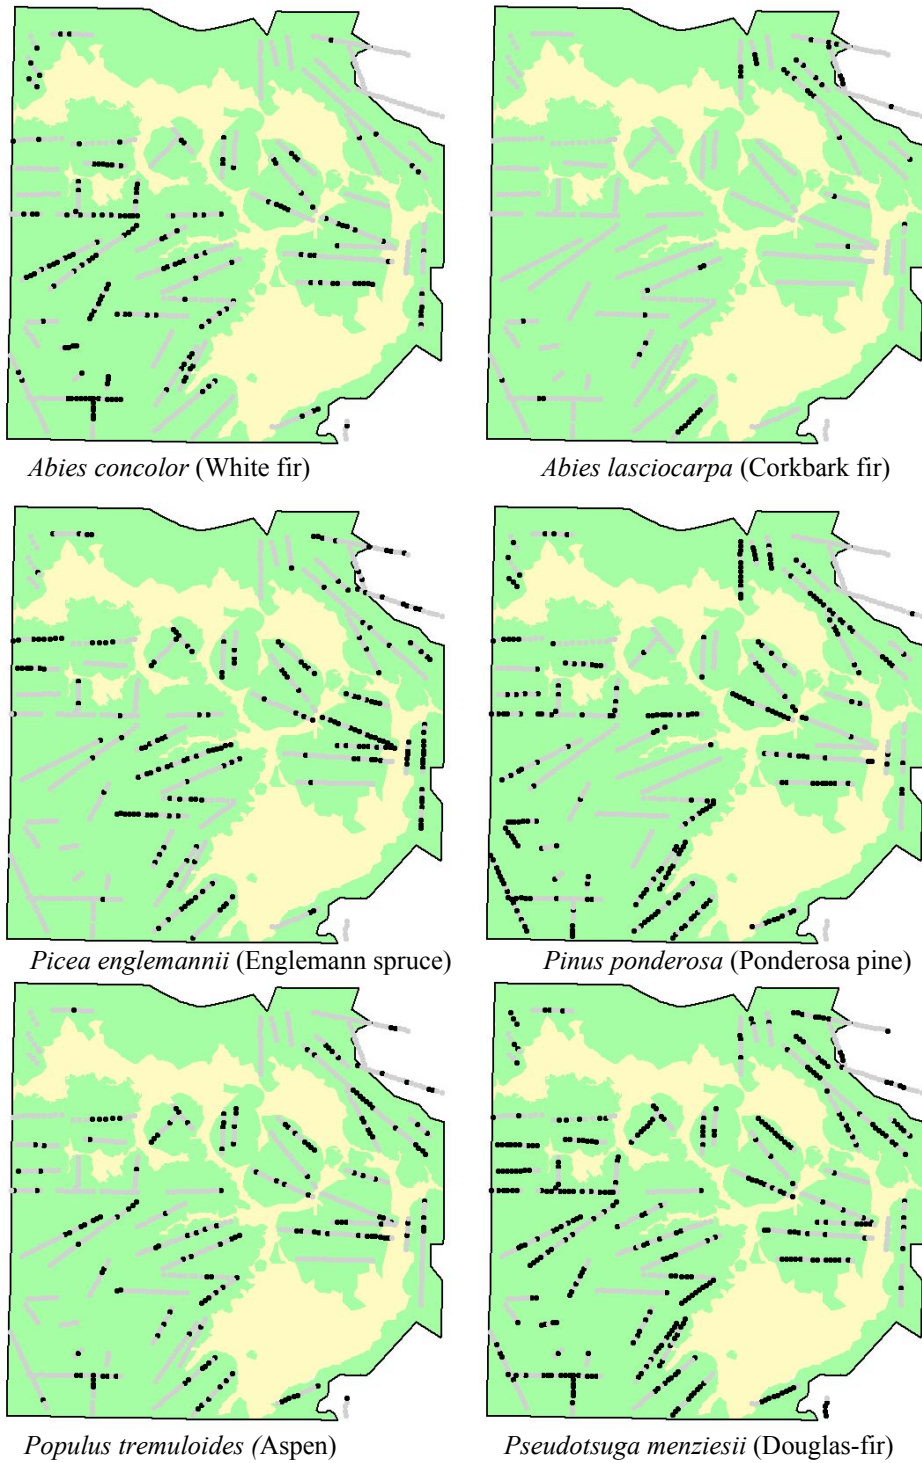 Abies concolor (White fir)
Abies lasciocarpa (Corkbark fir)
Picea englemannii (Englemann spruce)
Pinus ponderosa (Ponderosa pine)
Populus tremuloides (Aspen)
Pseudotsuga menziesii (Douglas-fir)